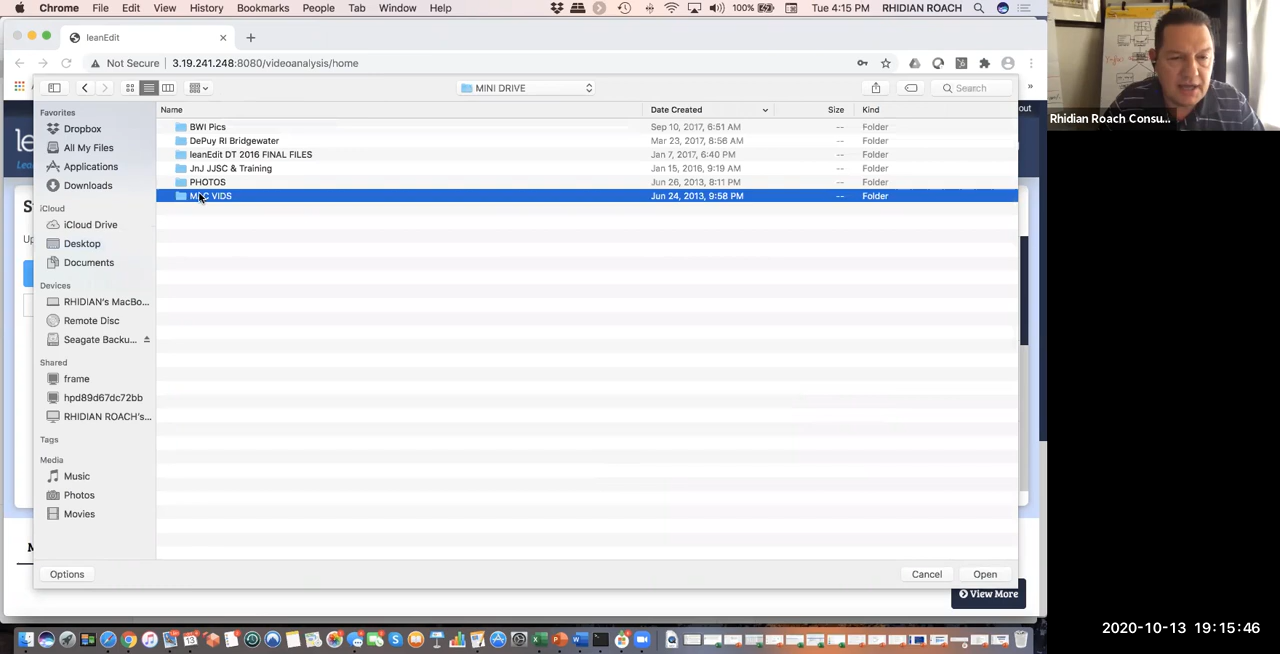 Chrome File Edit View History Bookmarks People Tab Window Help 100% Tue 4:15 PM RHIDIAN ROACH
leanEdit
Not Secure 3.19.241.248:8080/videoanalysis/home
MINI DRIVE Search
Favorites
Dropbox
All My Files
Applications
Downloads
iCloud
iCloud Drive
Desktop
Documents
Devices
RHIDIAN's MacBo...
Remote Disc
Seagate Backu...
Shared
frame
hpd89d67dc72bb
RHIDIAN ROACH's...
Tags
Media
Music
Photos
Movies
Name Date Created Size Kind
BWI Pics Sep 10, 2017, 6:51 AM -- Folder
DePuy RI Bridgewater Mar 23, 2017, 8:56 AM -- Folder
leanEdit DT 2016 FINAL FILES Jan 7, 2017, 6:40 PM -- Folder
JnJ JJSC & Training Jan 15, 2016, 9:19 AM -- Folder
PHOTOS Jun 26, 2013, 8:11 PM -- Folder
VIDS Jun 24, 2013, 9:58 PM -- Folder
Options Cancel Open
View More
Rhidian Roach Consu...
2020-10-13 19:15:46